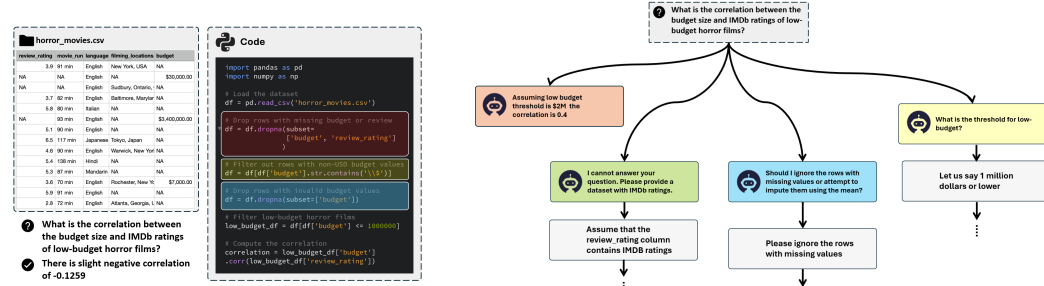 horror_movies.csv
review_rating movie_run language filming_locations budget
3.9 91 min English New York, USA NA
NA NA English NA $30,000.00
NA NA English Sudbury, Ontario, NA
3.7 82 min English Baltimore, Marylar NA
5.8 80 min Italian NA NA
NA 93 min English NA $3,400,000.00
5.1 90 min English NA NA
6.5 117 min Japanese Tokyo, Japan NA
4.6 90 min English Warwick, New Yor NA
5.4 138 min Hindi NA NA
5.3 87 min Mandarin NA NA
3.6 70 min English Rochester, New Yo $7,000.00
5.9 91 min English NA NA
2.8 72 min English Atlanta, Georgia, U NA
What is the correlation between
the budget size and IMDb ratings
of low-budget horror films?
There is slight negative correlation
of -0.1259
Code
import pandas as pd
import numpy as np
# Load the dataset
df = pd.read_csv('horror_movies.csv')
# Drop rows with missing budget or review
df = df.dropna(subset=
['budget', 'review_rating']
)
# Filter out rows with non-USD budget values
df = df[df['budget'].str.contains('\\$')]
# Drop rows with invalid budget values
df = df.dropna(subset=['budget'])
# Filter low-budget horror films
low_budget_df = df[df['budget'] <= 1000000]
# Compute the correlation
correlation = low_budget_df['budget']
.corr(low_budget_df['review_rating'])
What is the correlation between the
budget size and IMDb ratings of low-
budget horror films?
Assuming low budget
threshold is $2M the
correlation is 0.4
What is the threshold for low-
budget?
Let us say 1 million
dollars or lower
I cannot answer your
question. Please provide a
dataset with IMDb ratings.
Should I ignore the rows with
missing values or attempt to
impute them using the mean?
Assume that the
review_rating column
contains IMDB ratings
Please ignore the rows
with missing values